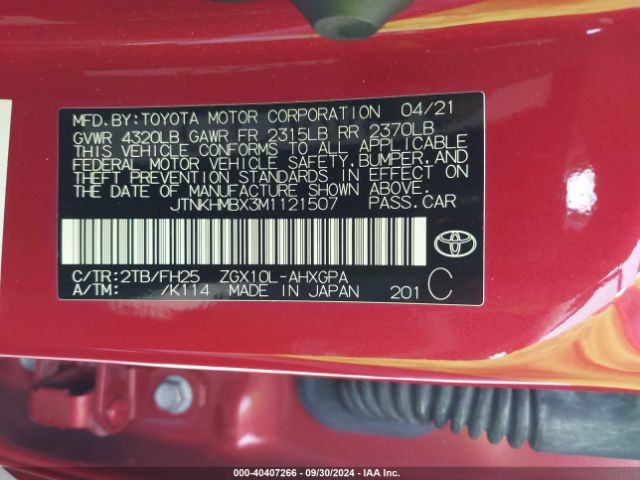 MFD. BY: TOYOTA MOTOR CORPORATION 04/21
GVWR 4320LB GAWR FR 2315LB RR 2370LB
THIS VEHICLE CONFORMS TO ALL APPLICABLE
FEDERAL MOTOR VEHICLE SAFETY, BUMPER, AND
THEFT PREVENTION STANDARDS IN EFFECT ON
THE DATE OF MANUFACTURE SHOWN ABOVE.
JTNKHMBX3M1121507 PASS. CAR
C/TR: 2TB/FH25 ZGX10L-AHXGPA
A/TM: /K114 MADE IN JAPAN 201 C
000-40407266 - 09/30/2024 - IAA Inc.